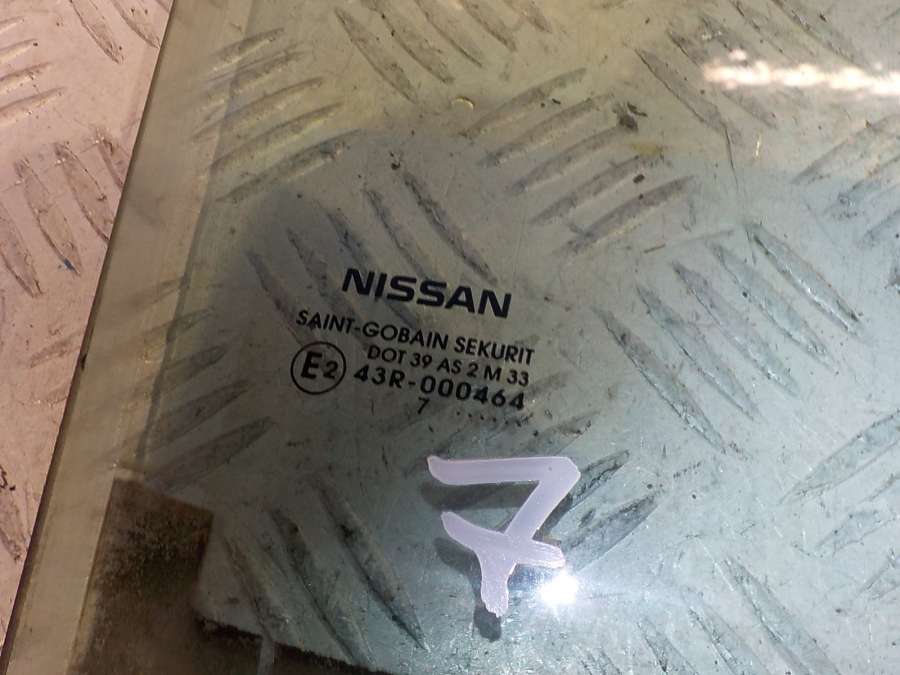 NISSAN
SAINT-GOBAIN SEKURIT
DOT 39 AS 2 M 33
E2 43R-000464
7 ......
7